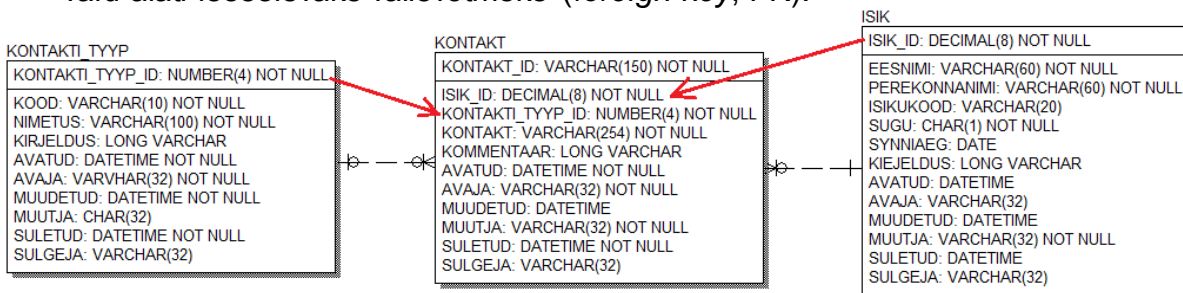 alati (foreign key, FK).
KONTAKTI_TYYP
KONTAKTI_TYYP_ID: NUMBER(4) NOT NULL
KOOD: VARCHAR(10) NOT NULL
NIMETUS: VARCHAR(100) NOT NULL
KIRJELDUS: LONG VARCHAR
AVATUD: DATETIME NOT NULL
AVAJA: VARVHAR(32) NOT NULL
MUUDETUD: DATETIME NOT NULL
MUUTJA: CHAR(32)
SULETUD: DATETIME NOT NULL
SULGEJA: VARCHAR(32)
KONTAKT
KONTAKT_ID: VARCHAR(150) NOT NULL
ISIK_ID: DECIMAL(8) NOT NULL
KONTAKTI_TYYP_ID: NUMBER(4) NOT NULL
KONTAKT: VARCHAR(254) NOT NULL
KOMMENTAAR: LONG VARCHAR
AVATUD: DATETIME NOT NULL
AVAJA: VARCHAR(32) NOT NULL
MUUDETUD: DATETIME
MUUTJA: VARCHAR(32) NOT NULL
SULETUD: DATETIME NOT NULL
SULGEJA: VARCHAR(32)
ISIK
ISIK_ID: DECIMAL(8) NOT NULL
EESNIMI: VARCHAR(60) NOT NULL
PEREKONNANIMI: VARCHAR(60) NOT NULL
ISIKUKOOD: VARCHAR(20)
SUGU: CHAR(1) NOT NULL
SYNNIAEG: DATE
KIEJELDUS: LONG VARCHAR
AVATUD: DATETIME
AVAJA: VARCHAR(32)
MUUDETUD: DATETIME
MUUTJA: VARCHAR(32) NOT NULL
SULETUD: DATETIME
SULGEJA: VARCHAR(32)